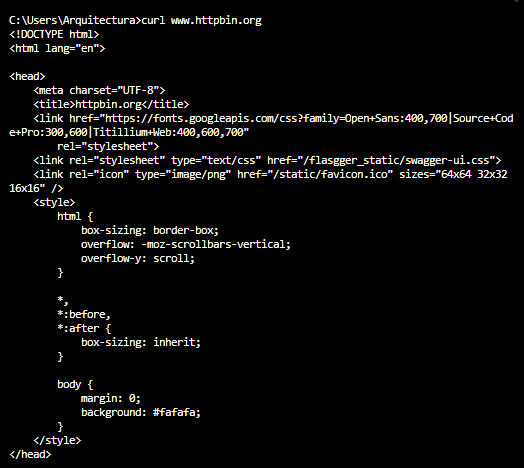 C:\Users\Arquitectura>curl www.httpbin.org
<!DOCTYPE html>
<html lang="en">

<head>
    <meta charset="UTF-8">
    <title>httpbin.org</title>
    <link href="https://fonts.googleapis.com/css?family=Open+Sans:400,700|Source+Cod
e+Pro:300,600|Titillium+Web:400,600,700"
        rel="stylesheet">
    <link rel="stylesheet" type="text/css" href="/flasgger_static/swagger-ui.css">
    <link rel="icon" type="image/png" href="/static/favicon.ico" sizes="64x64 32x32
16x16" />
    <style>
        html {
            box-sizing: border-box;
            overflow: -moz-scrollbars-vertical;
            overflow-y: scroll;
        }

        *,
        *:before,
        *:after {
            box-sizing: inherit;
        }

        body {
            margin: 0;
            background: #fafafa;
        }
    </style>
</head>